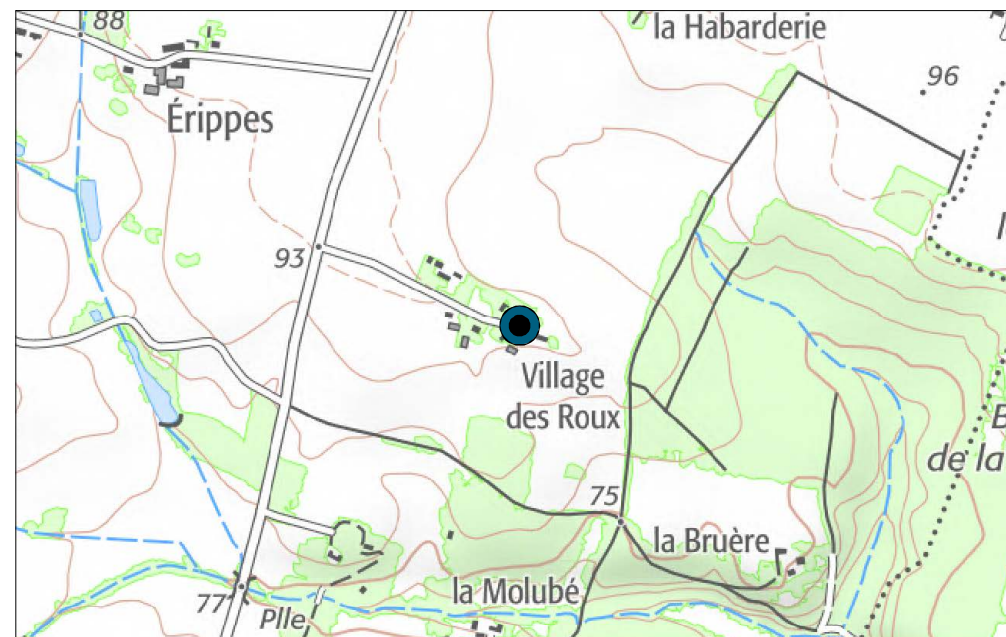 88
la Habarderie
96
Érippes
93
Village
des Roux
de la
75
la Bruère
la Molubé
77
Plle